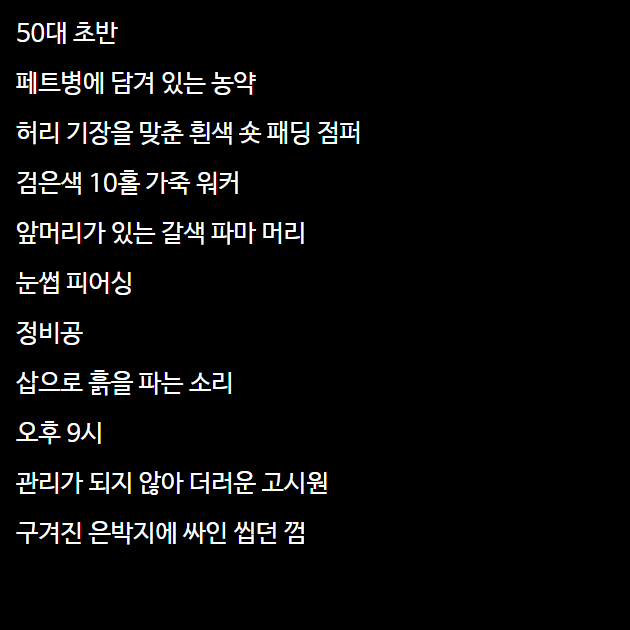 50대 초반
페트병에 담겨 있는 농약
허리 기장을 맞춘 흰색 숏 패딩 점퍼
검은색 10홀 가죽 워커
앞머리가 있는 갈색 파마 머리
눈썹 피어싱
정비공
삽으로 흙을 파는 소리
오후 9시
관리가 되지 않아 더러운 고시원
구겨진 은박지에 싸인 씹던 껌